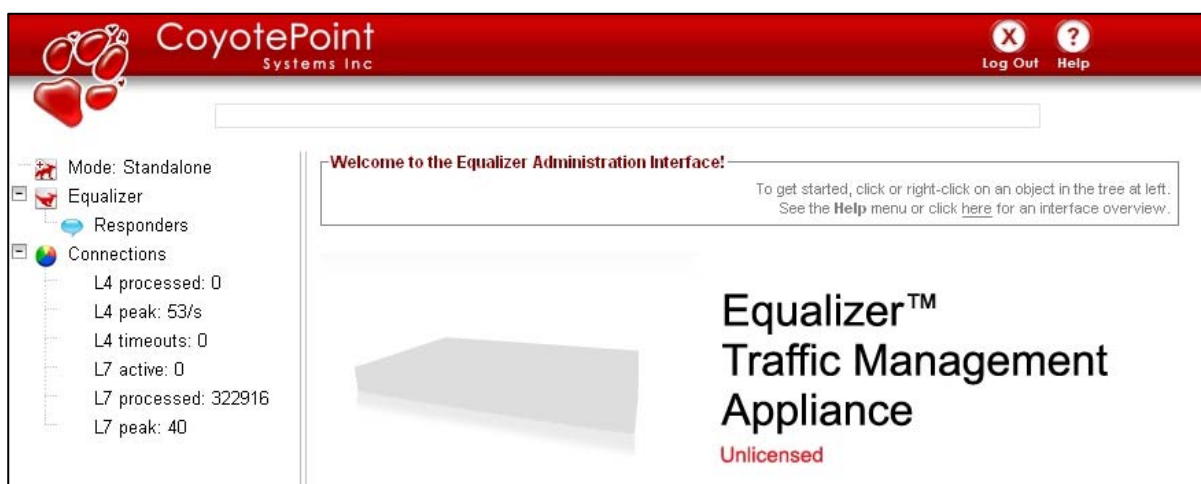 CoyotePoint
Systems Inc
X
?
Log Out
Help
Mode: Standalone
Equalizer
Responders
Connections
L4 processed: 0
L4 peak: 53/s
L4 timeouts: 0
L7 active: 0
L7 processed: 322916
L7 peak: 40
Welcome to the Equalizer Administration Interface!
To get started, click or right-click on an object in the tree at left.
See the Help menu or click here for an interface overview.
Equalizer™
Traffic Management
Appliance
Unlicensed